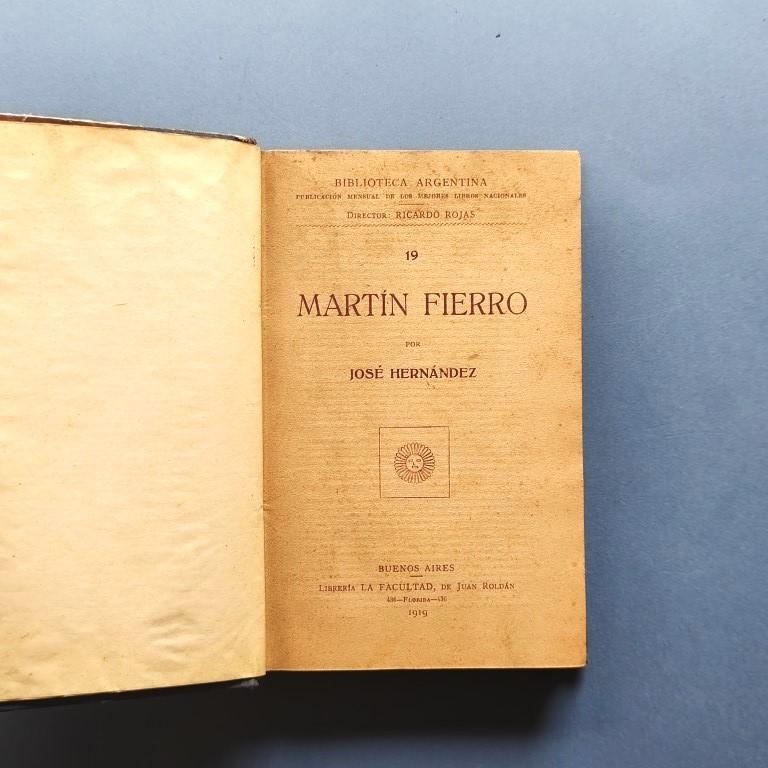 BIBLIOTECA ARGENTINA
PUBLICACIÓN MENSUAL DE LOS MEJORES LIBROS NACIONALES
DIRECTOR: RICARDO ROJAS
19
MARTÍN FIERRO
POR
JOSÉ HERNÁNDEZ
BUENOS AIRES
LIBRERÍA LA FACULTAD, DE JUAN ROLDÁN
436—FLORIDA—436
1919